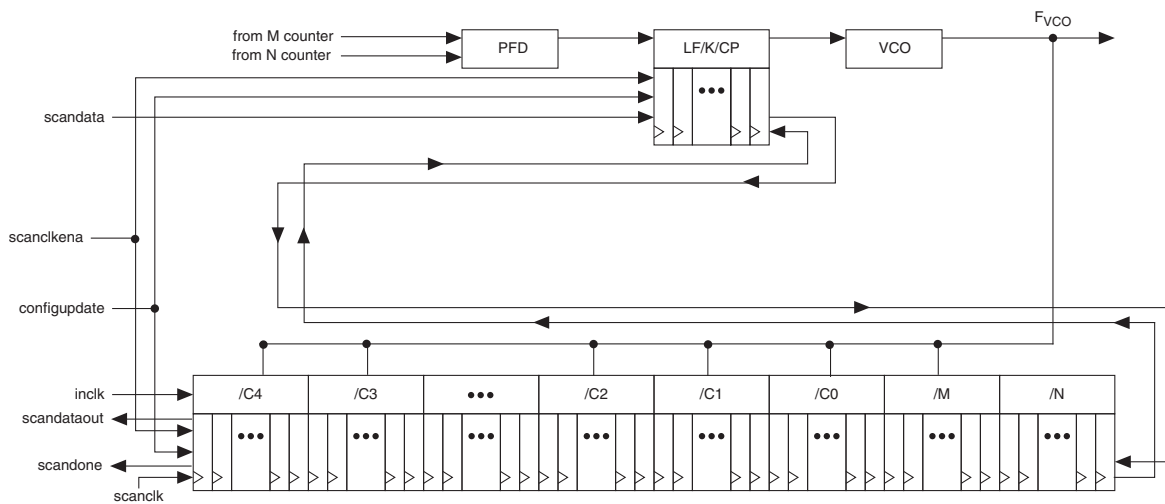 F_VCO
from M counter
from N counter
PFD
LF/K/CP
VCO
•••
scandata
scanclkena
configupdate
inclk
/C4
/C3
•••
/C2
/C1
/C0
/M
/N
scandataout
••• ••• ••• ••• ••• ••• ••• •••
scandone
scanclk